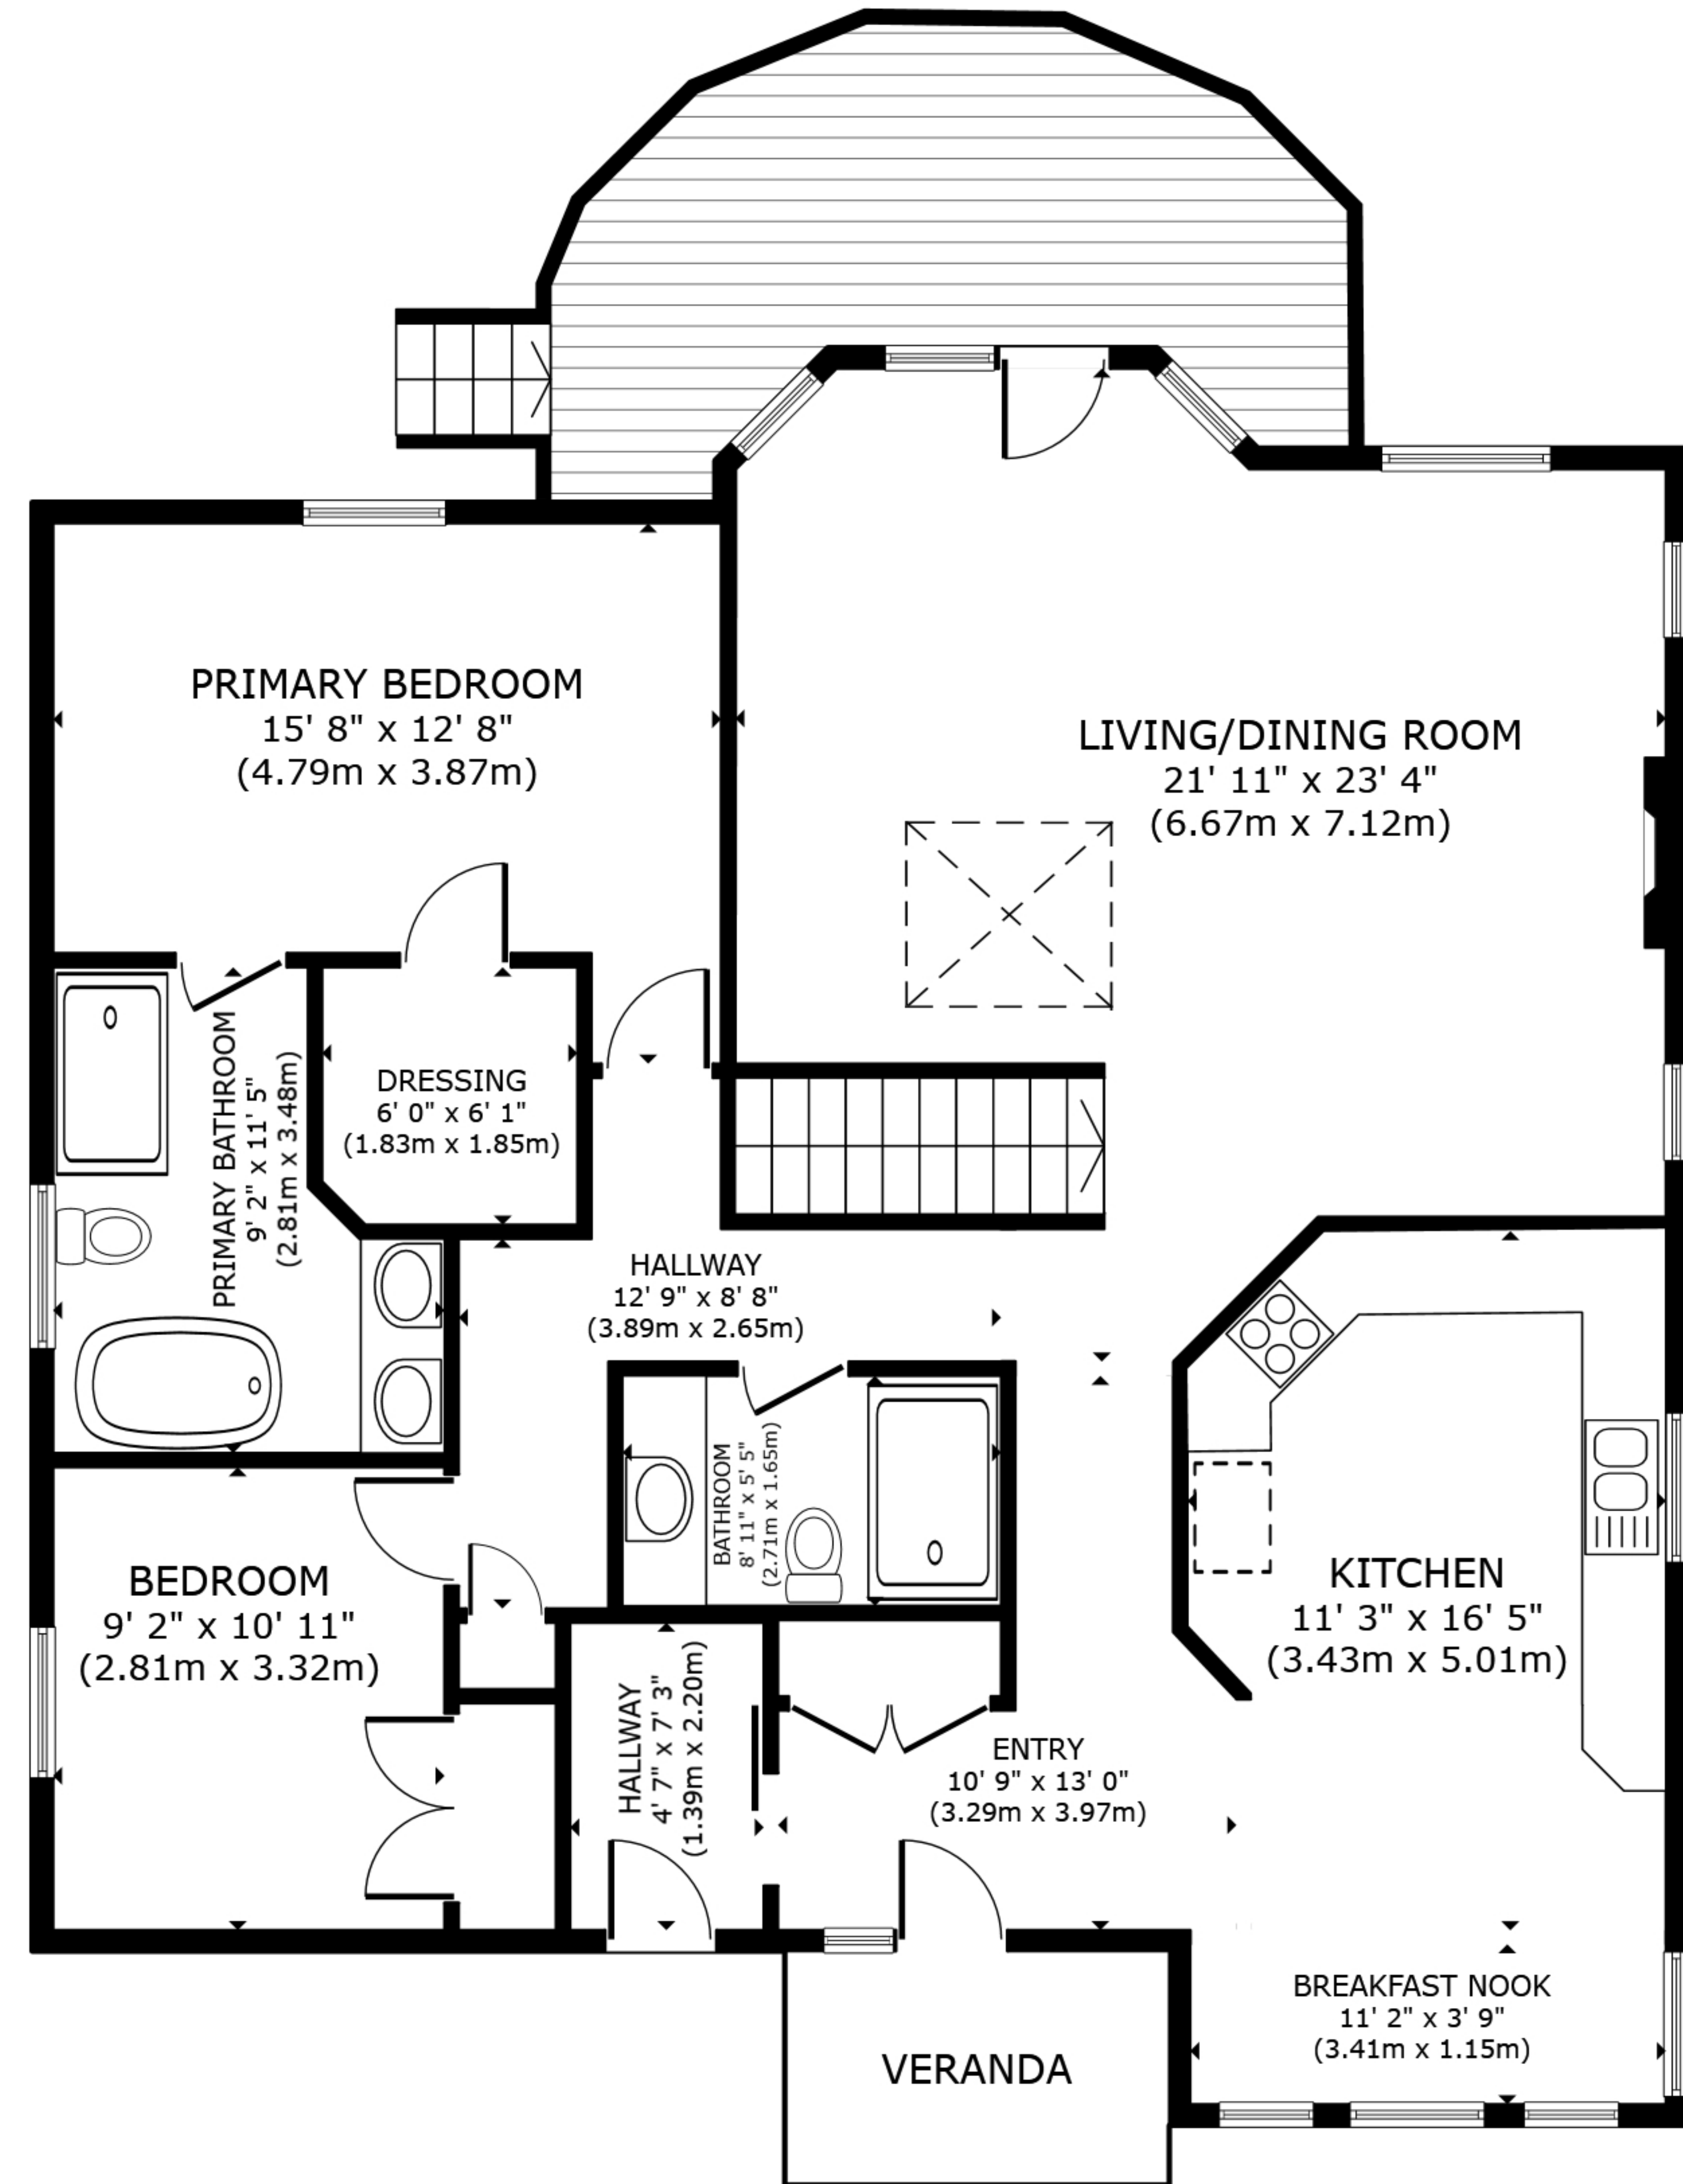 PRIMARY BEDROOM
15' 8" x 12' 8"
(4.79m x 3.87m)
LIVING/DINING ROOM
21' 11" x 23' 4"
(6.67m x 7.12m)
PRIMARY BATHROOM
9' 2" x 11' 5"
(2.81m x 3.48m)
DRESSING
6' 0" x 6' 1"
(1.83m x 1.85m)
HALLWAY
12' 9" x 8' 8"
(3.89m x 2.65m)
BATHROOM
8' 11" x 5' 5"
(2.71m x 1.65m)
BEDROOM
9' 2" x 10' 11"
(2.81m x 3.32m)
KITCHEN
11' 3" x 16' 5"
(3.43m x 5.01m)
HALLWAY
4' 7" x 7' 3"
(1.39m x 2.20m)
ENTRY
10' 9" x 13' 0"
(3.29m x 3.97m)
BREAKFAST NOOK
11' 2" x 3' 9"
(3.41m x 1.15m)
VERANDA